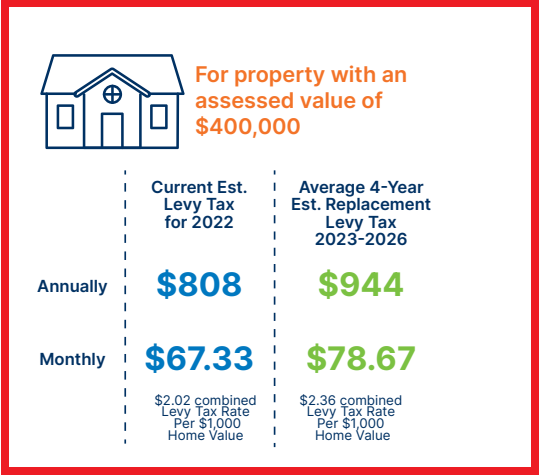 For property with an
assessed value of
$400,000
Current Est.
Levy Tax
for 2022
Average 4-Year
Est. Replacement
Levy Tax
2023-2026
Annually
$808
$944
Monthly
$67.33
$78.67
$2.02 combined
Levy Tax Rate
Per $1,000
Home Value
$2.36 combined
Levy Tax Rate
Per $1,000
Home Value